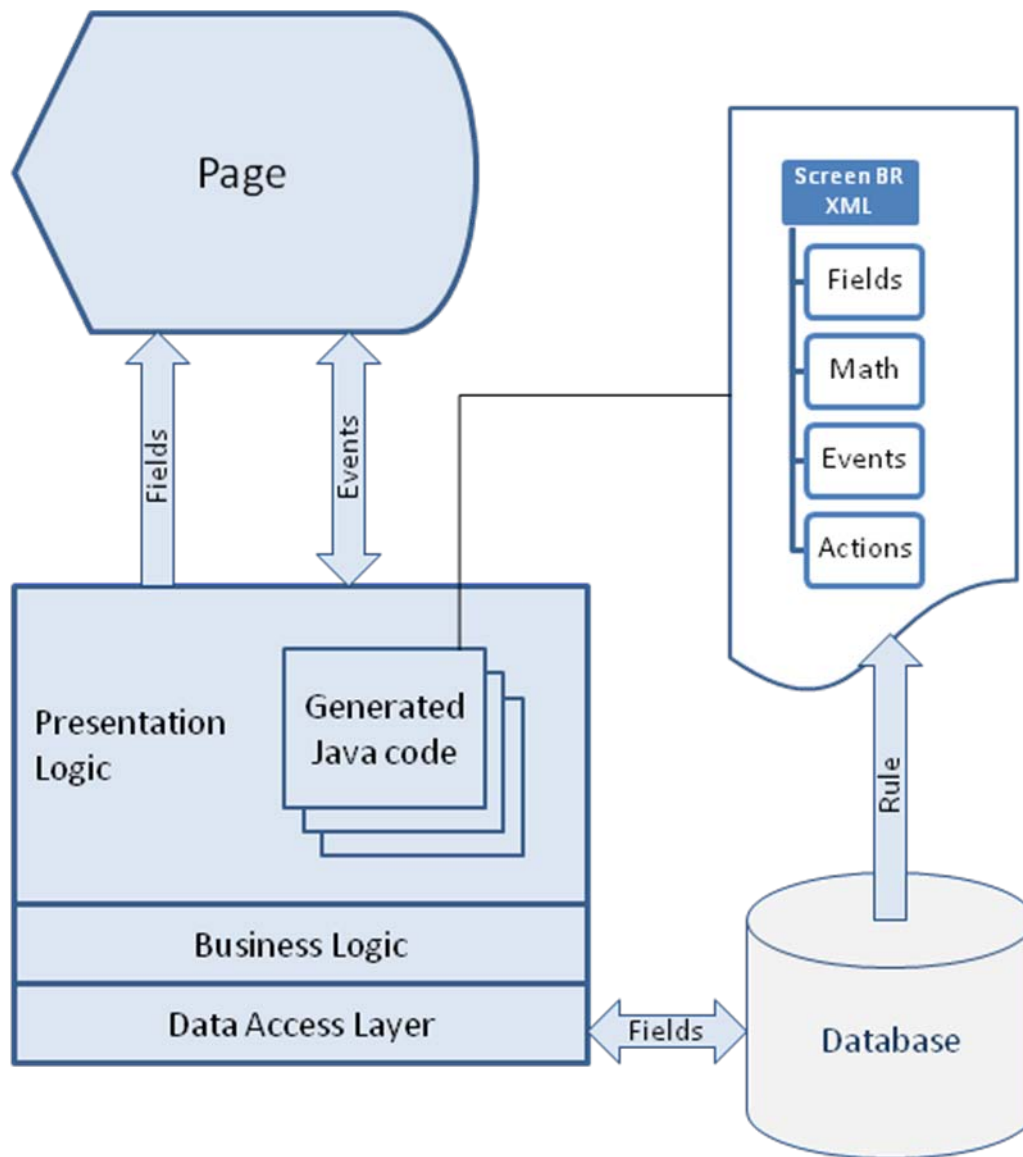 Page
Screen BR
XML
Fields
Math
Events
Actions
Fields
Events
Presentation
Logic
Generated
Java code
Rule
Business Logic
Data Access Layer
Fields
Database